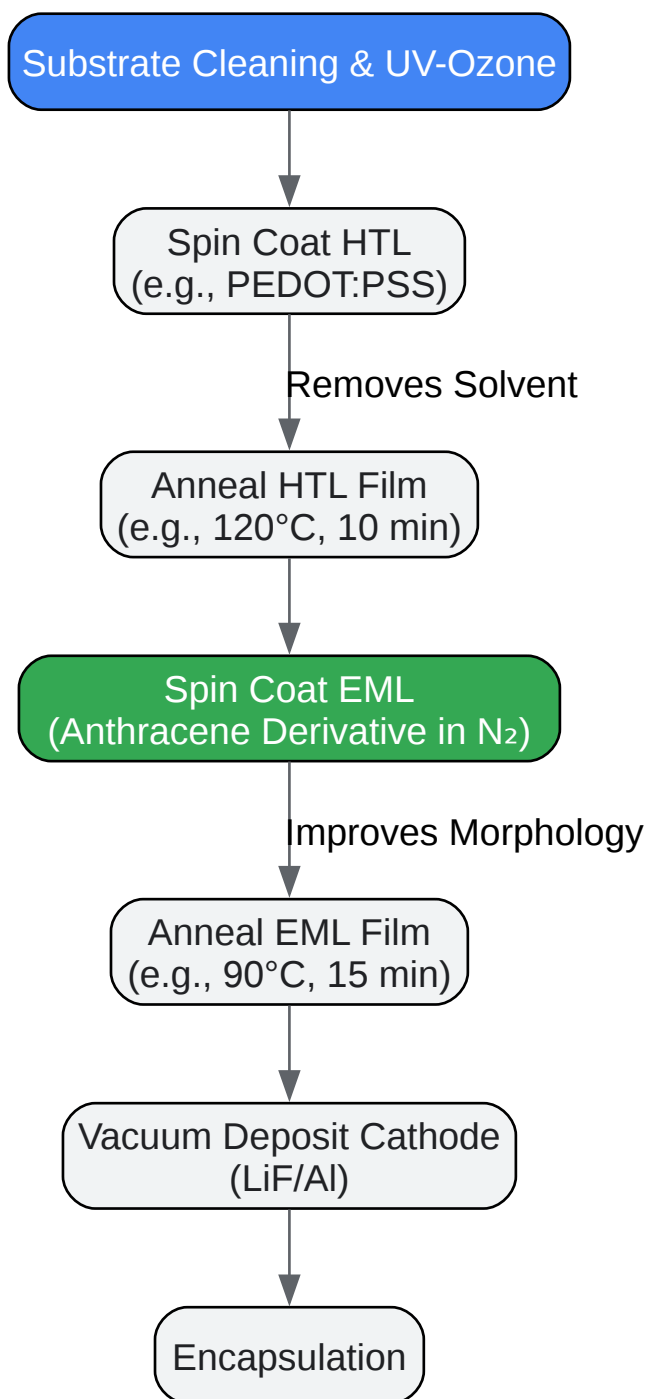 Substrate Cleaning & UV-Ozone
Spin Coat HTL
(e.g., PEDOT:PSS)
Removes Solvent
Anneal HTL Film
(e.g., 120°C, 10 min)
Spin Coat EML
(Anthracene Derivative in N₂)
Improves Morphology
Anneal EML Film
(e.g., 90°C, 15 min)
Vacuum Deposit Cathode
(LiF/Al)
Encapsulation